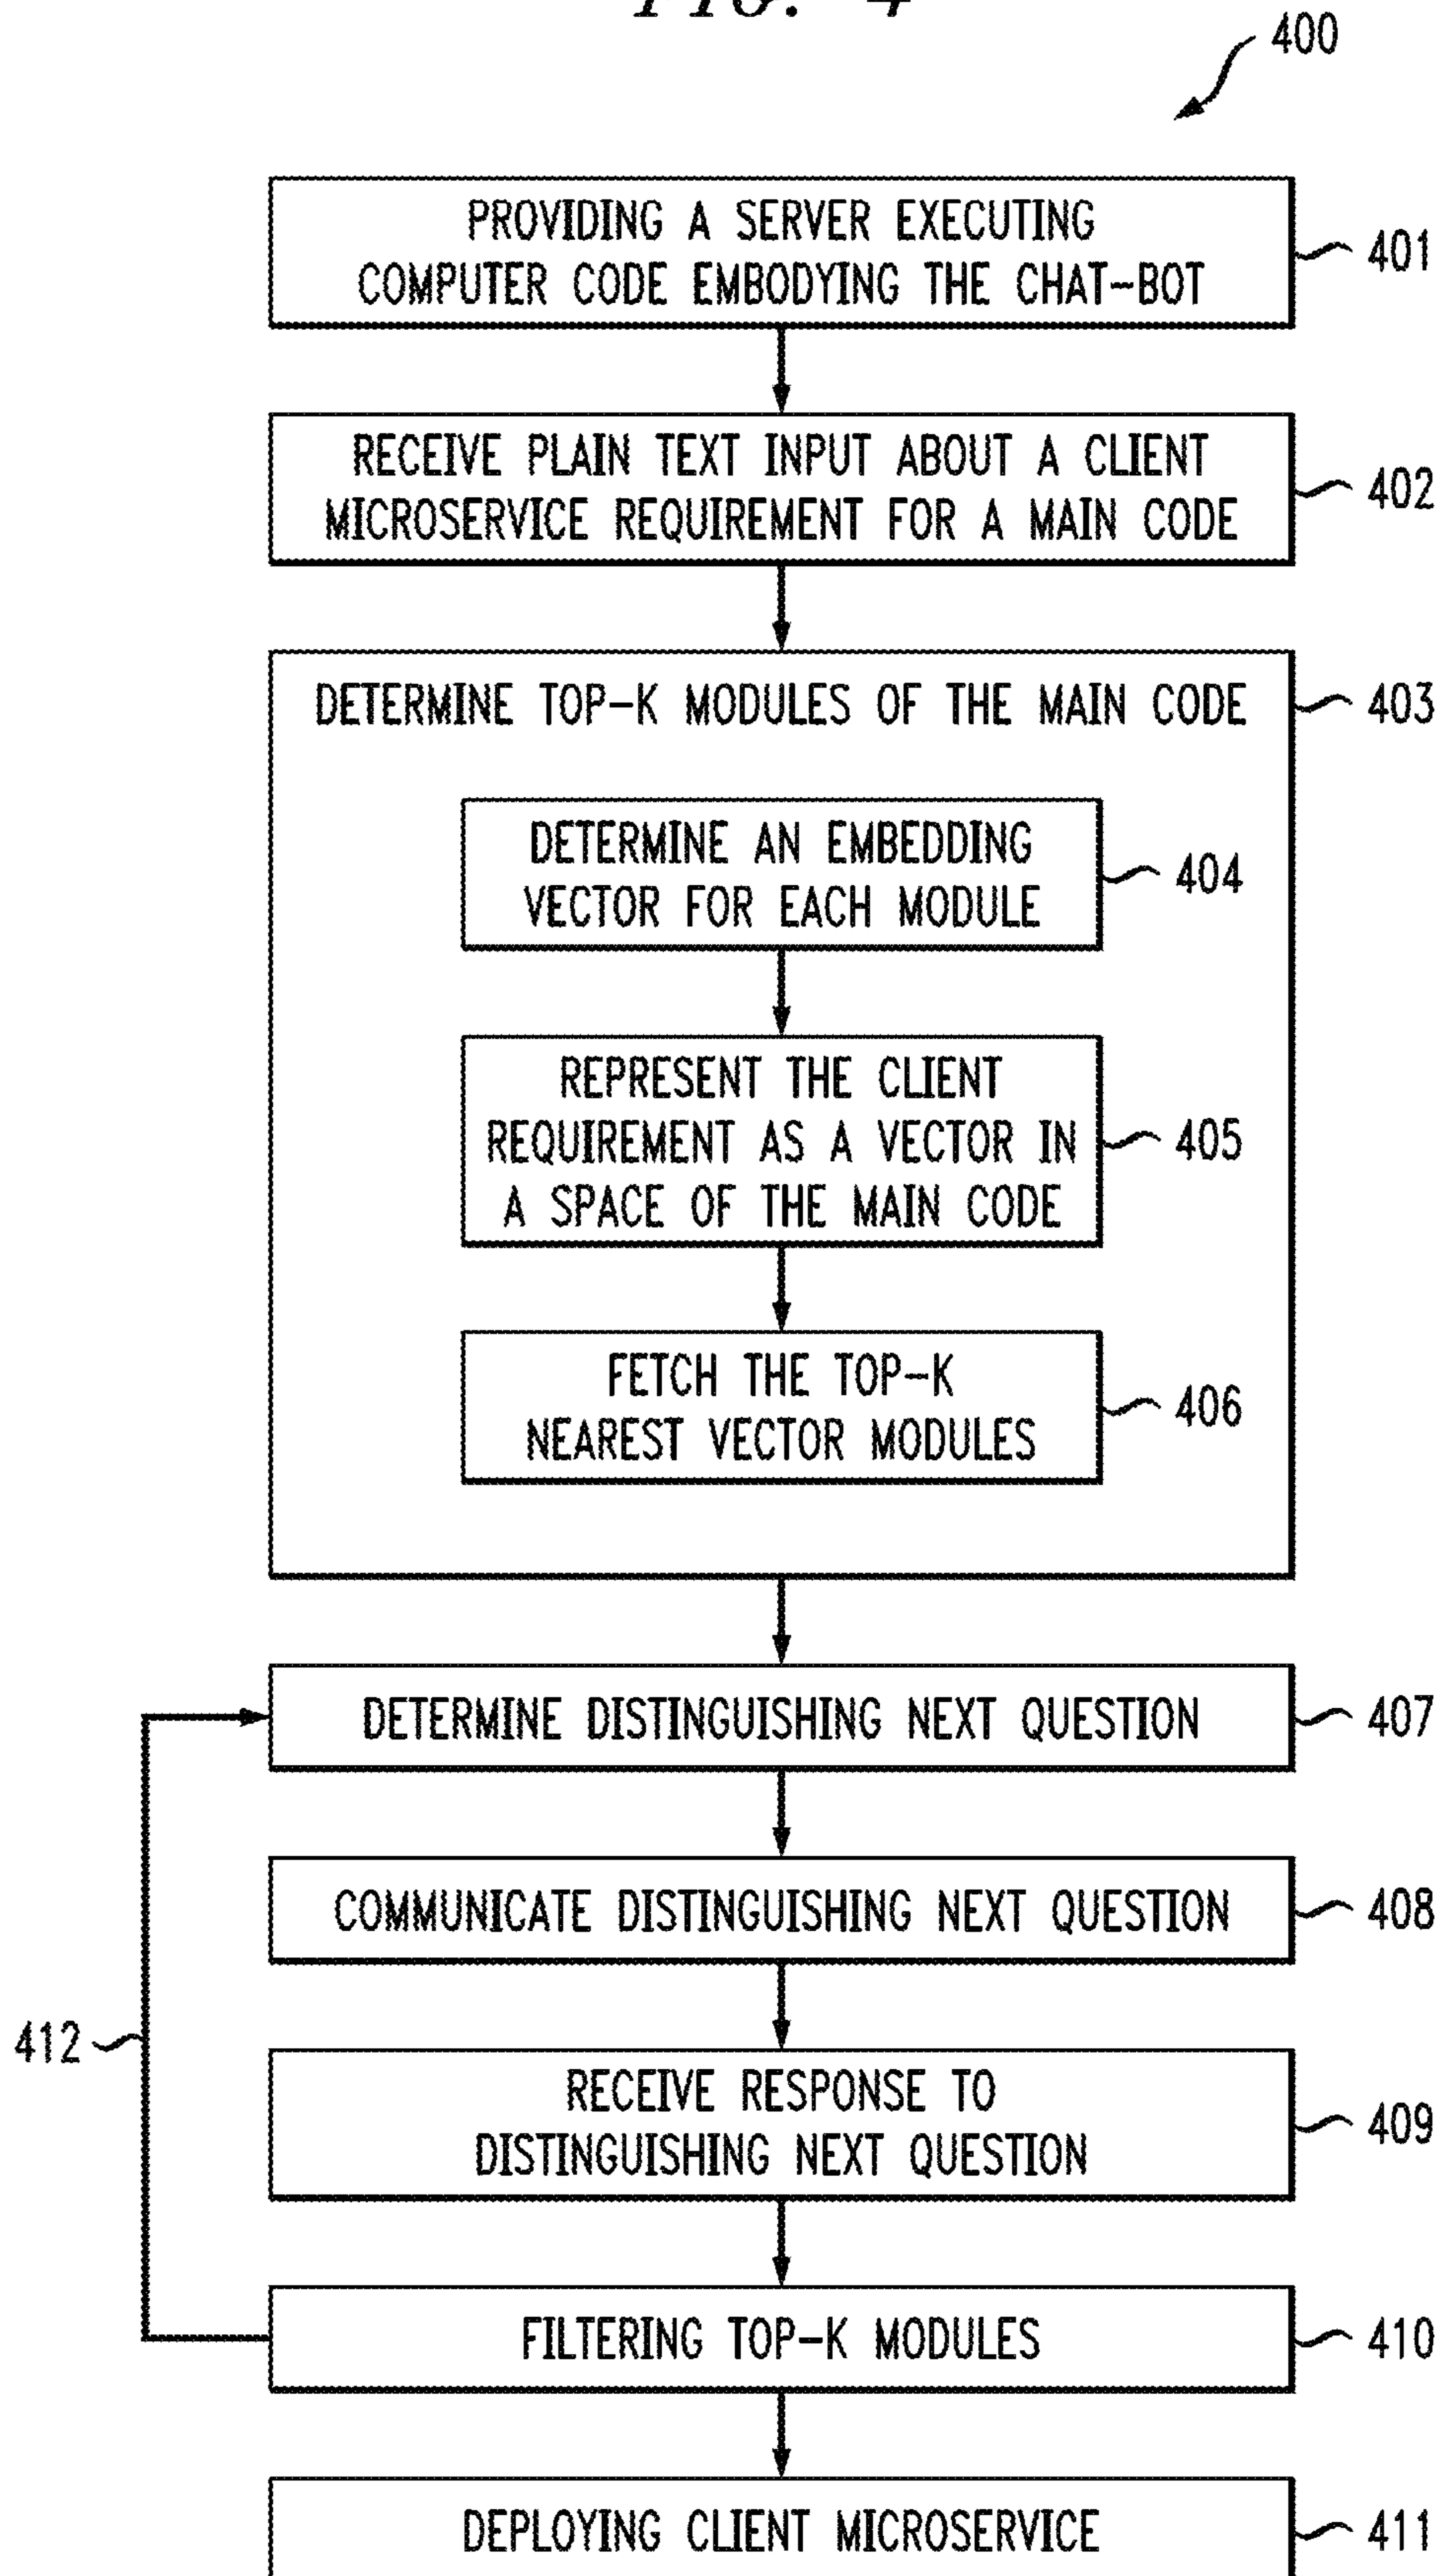 FIG. 4
400
PROVIDING A SERVER EXECUTING
COMPUTER CODE EMBODYING THE CHAT-BOT
401
RECEIVE PLAIN TEXT INPUT ABOUT A CLIENT
MICROSERVICE REQUIREMENT FOR A MAIN CODE
402
DETERMINE TOP-K MODULES OF THE MAIN CODE
403
DETERMINE AN EMBEDDING
VECTOR FOR EACH MODULE
404
REPRESENT THE CLIENT
REQUIREMENT AS A VECTOR IN
A SPACE OF THE MAIN CODE
405
FETCH THE TOP-K
NEAREST VECTOR MODULES
406
DETERMINE DISTINGUISHING NEXT QUESTION
407
COMMUNICATE DISTINGUISHING NEXT QUESTION
408
412
RECEIVE RESPONSE TO
DISTINGUISHING NEXT QUESTION
409
FILTERING TOP-K MODULES
410
DEPLOYING CLIENT MICROSERVICE
411